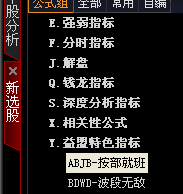 公式组 全部 常用 自编
个股分析
新选股
E.强弱指标
F.分时指标
J.解盘
Q.钱龙指标
S.深度分析指标
X.相关性公式
Y.益盟特色指标
ABJB-按部就班
BDWD-波段无敌